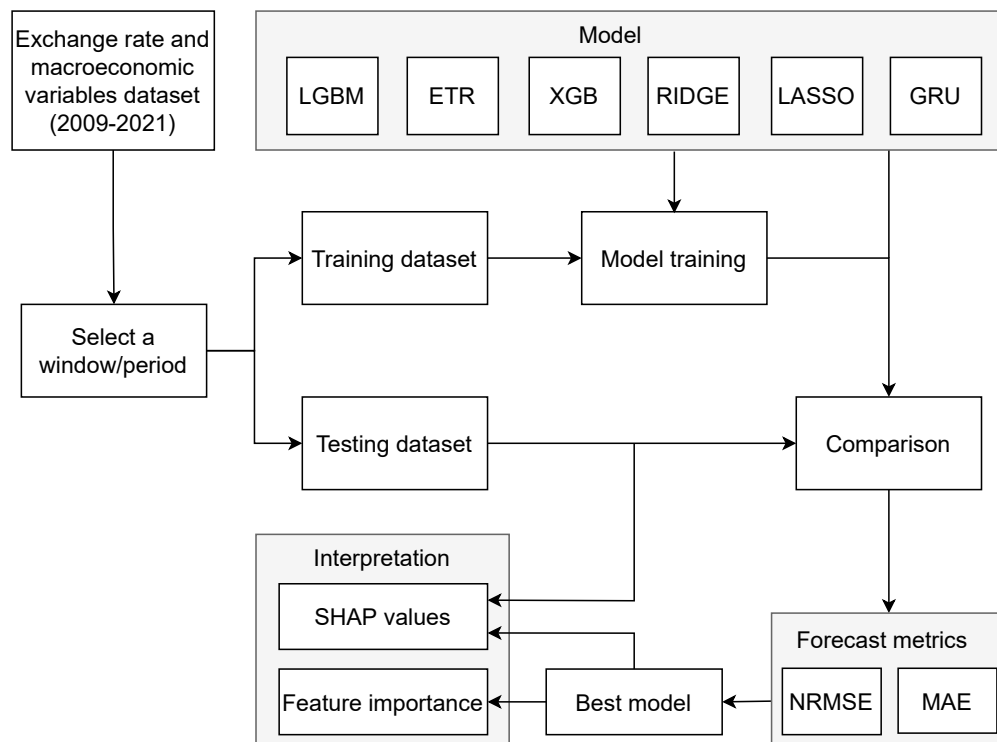 Exchange rate and
macroeconomic
variables dataset
(2009-2021)
Model
LGBM
ETR
XGB
RIDGE
LASSO
GRU
Training dataset
Model training
Select a
window/period
Testing dataset
Comparison
Interpretation
SHAP values
Feature importance
Best model
Forecast metrics
NRMSE
MAE